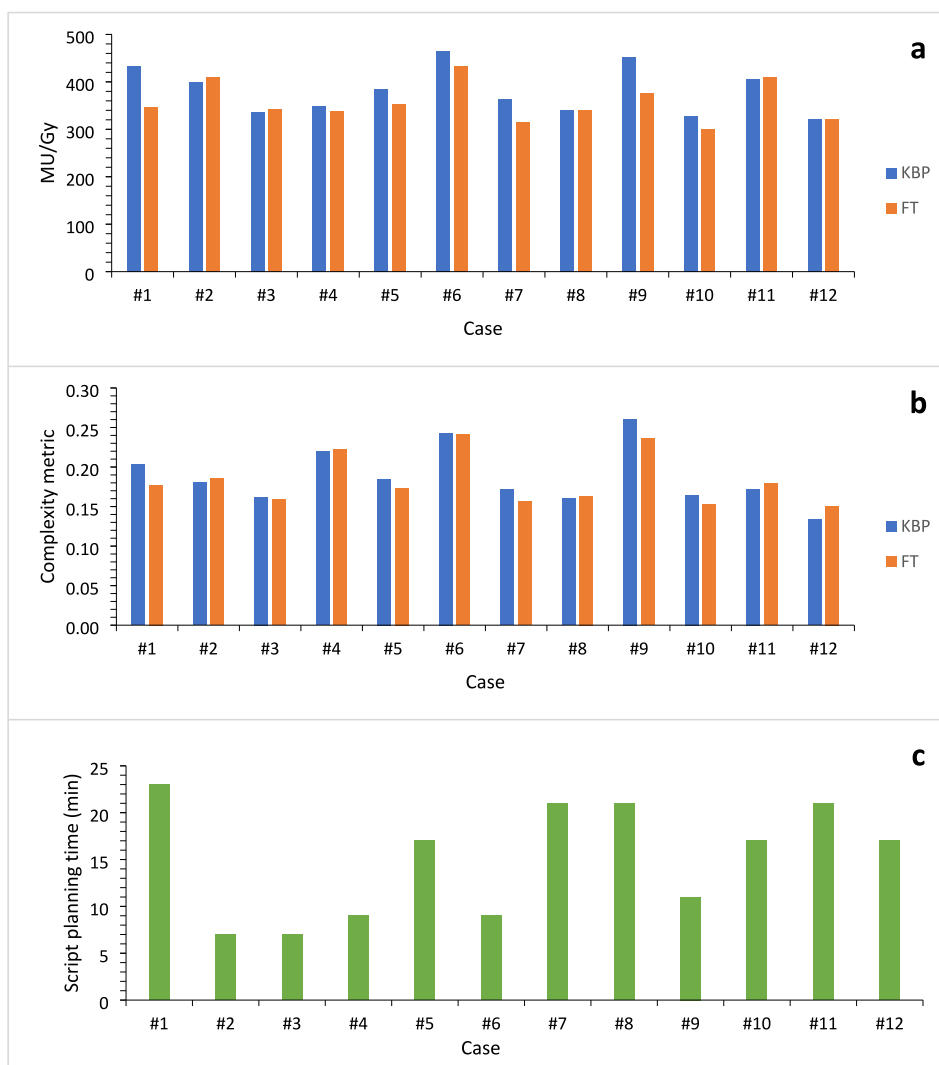 a
MU/Gy
500
400
300
200
100
0
#1 #2 #3 #4 #5 #6 #7 #8 #9 #10 #11 #12
Case
KBP
FT
b
Complexity metric
0.30
0.25
0.20
0.15
0.10
0.05
0.00
#1 #2 #3 #4 #5 #6 #7 #8 #9 #10 #11 #12
Case
KBP
FT
c
Script planning time (min)
25
20
15
10
5
0
#1 #2 #3 #4 #5 #6 #7 #8 #9 #10 #11 #12
Case